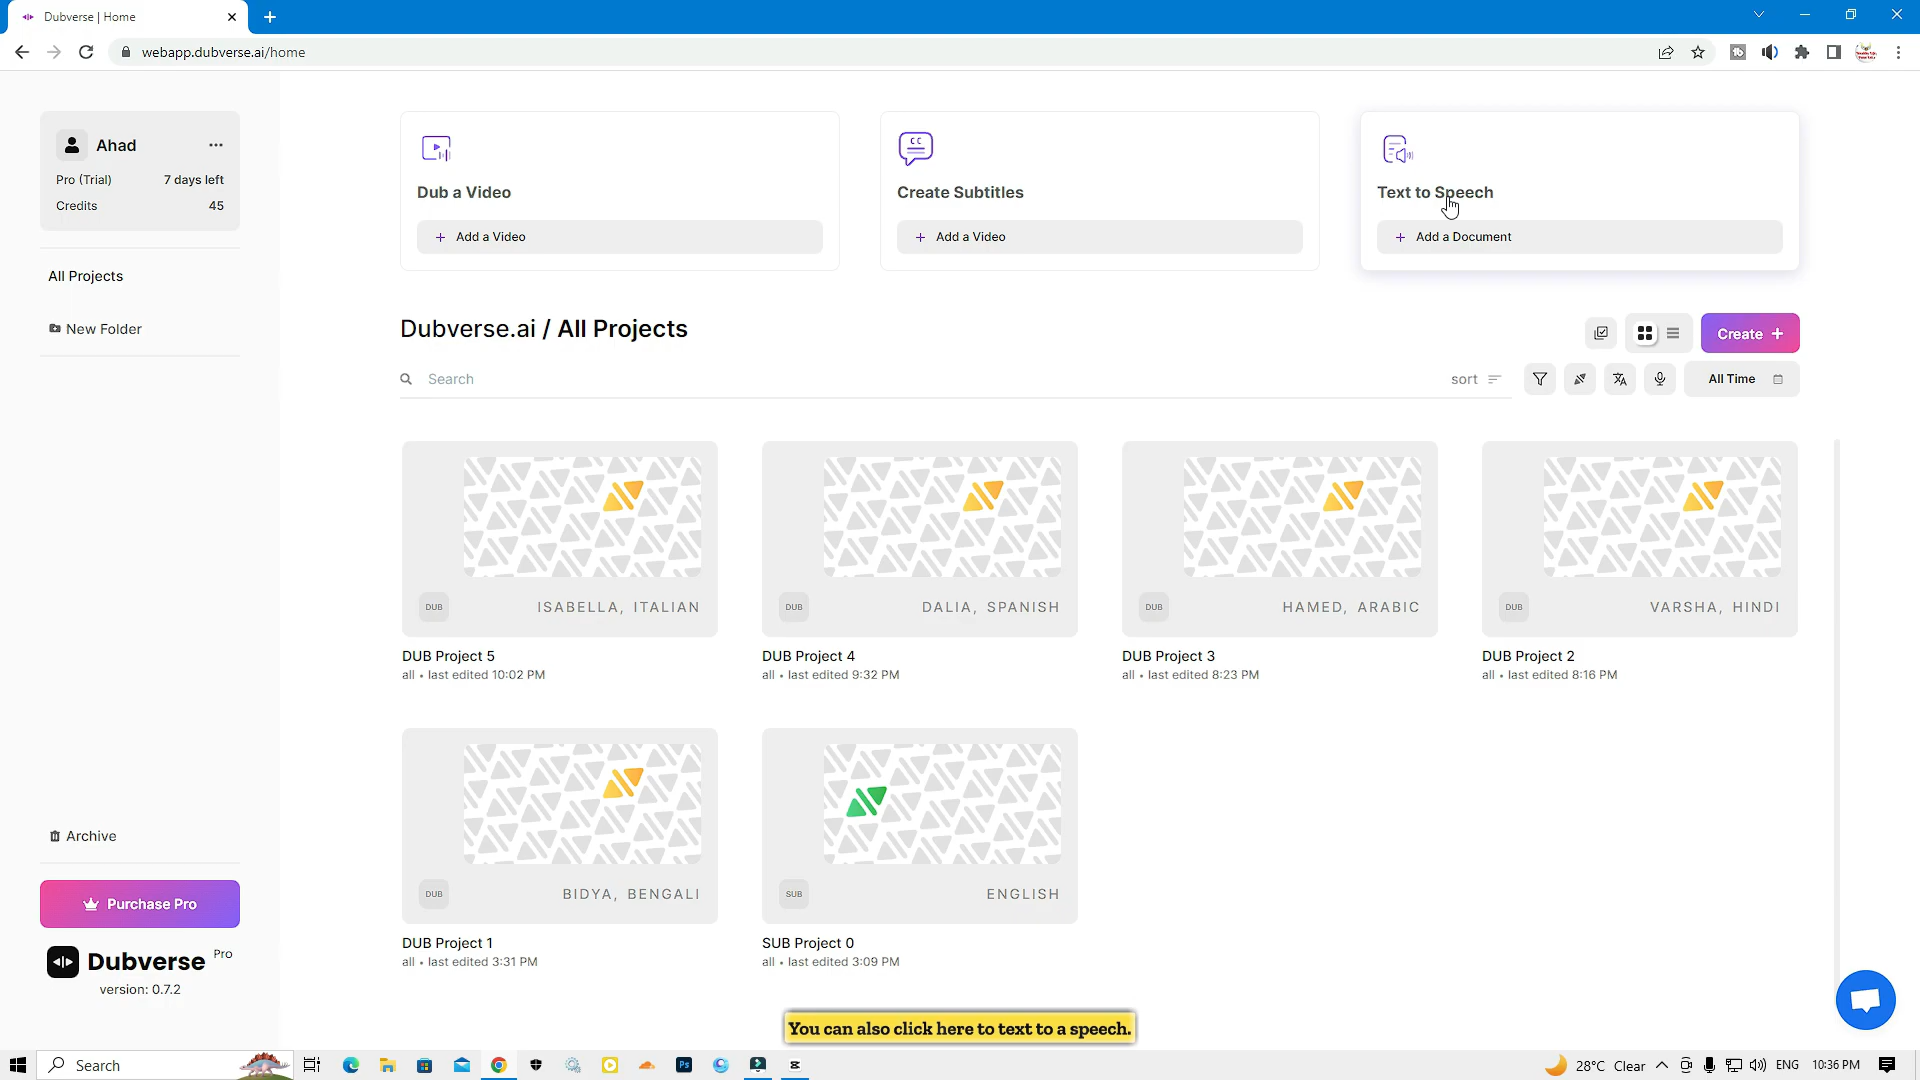 Dubverse | Home
webapp.dubverse.ai/home
Ahad
Pro (Trial) 7 days left
Credits 45
All Projects
New Folder
Archive
Purchase Pro
Dubverse Pro
version: 0.7.2
CC
Dub a Video
Create Subtitles
Text to Speech
+ Add a Video
+ Add a Video
+ Add a Document
Dubverse.ai / All Projects
Create +
Search
sort
All Time
DUB ISABELLA, ITALIAN
DUB Project 5
all • last edited 10:02 PM
DUB DALIA, SPANISH
DUB Project 4
all • last edited 9:32 PM
DUB HAMED, ARABIC
DUB Project 3
all • last edited 8:23 PM
DUB VARSHA, HINDI
DUB Project 2
all • last edited 8:16 PM
DUB BIDYA, BENGALI
DUB Project 1
all • last edited 3:31 PM
SUB ENGLISH
SUB Project 0
all • last edited 3:09 PM
You can also click here to text to a speech.
Search
Ps
28°C Clear
ENG
10:36 PM